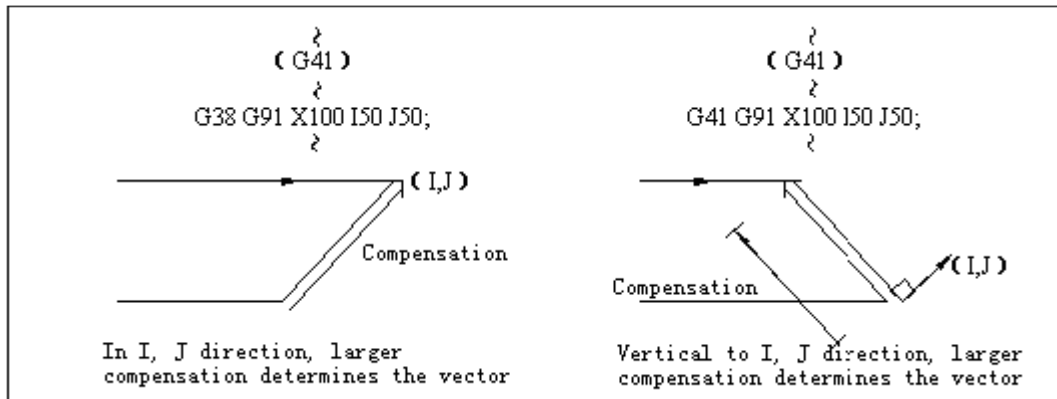 ( G41 )
G38 G91 X100 I50 J50;
( I,J )
Compensation
In I, J direction, larger
compensation determines the vector
( G41 )
G41 G91 X100 I50 J50;
( I,J )
Compensation
Vertical to I, J direction, larger
compensation determines the vector